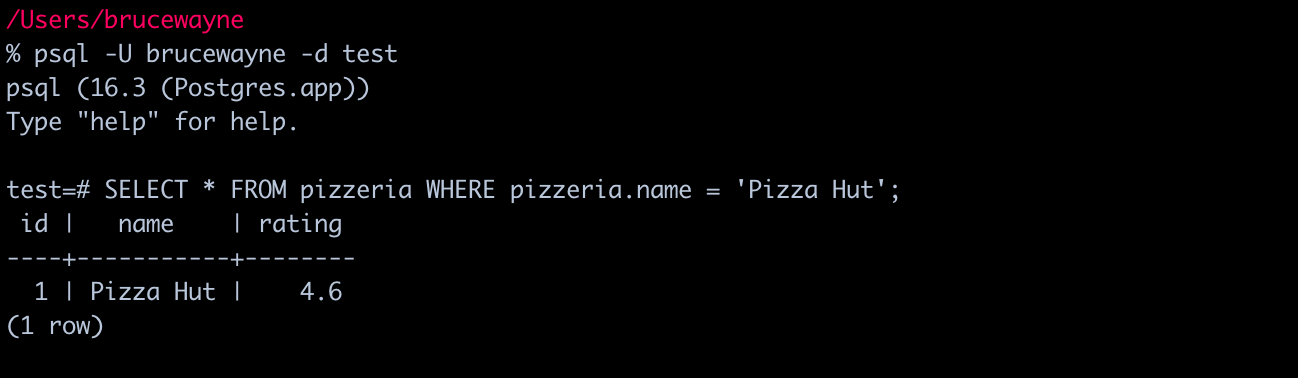 /Users/brucewayne
% psql -U brucewayne -d test
psql (16.3 (Postgres.app))
Type "help" for help.

test=# SELECT * FROM pizzeria WHERE pizzeria.name = 'Pizza Hut';
 id |   name    | rating
----+-----------+--------
  1 | Pizza Hut |    4.6
(1 row)